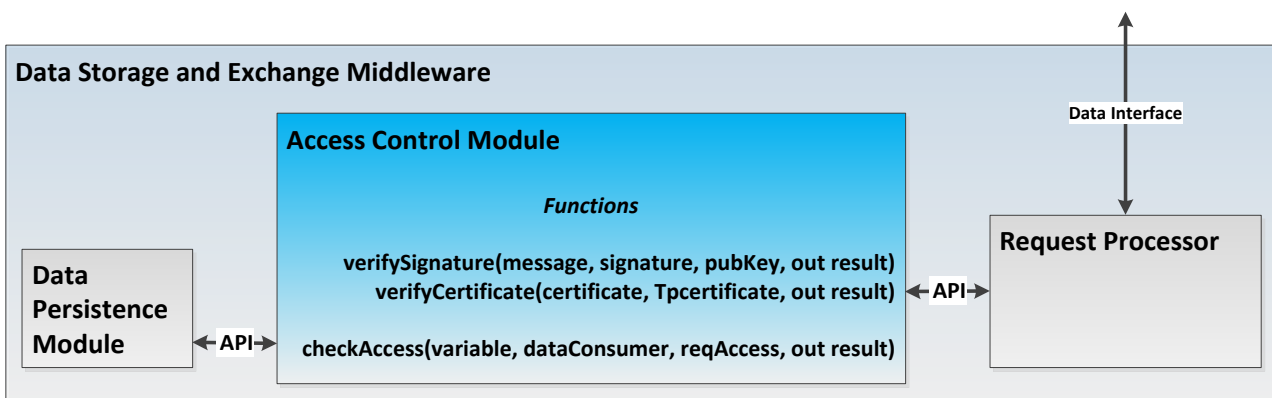 Data Storage and Exchange Middleware
Data Interface
Access Control Module
Functions
Request Processor
verifySignature(message, signature, pubKey, out result)
Data
Persistence
Module
verifyCertificate(certificate, Tpcertificate, out result)
API
API
checkAccess(variable, dataConsumer, reqAccess, out result)